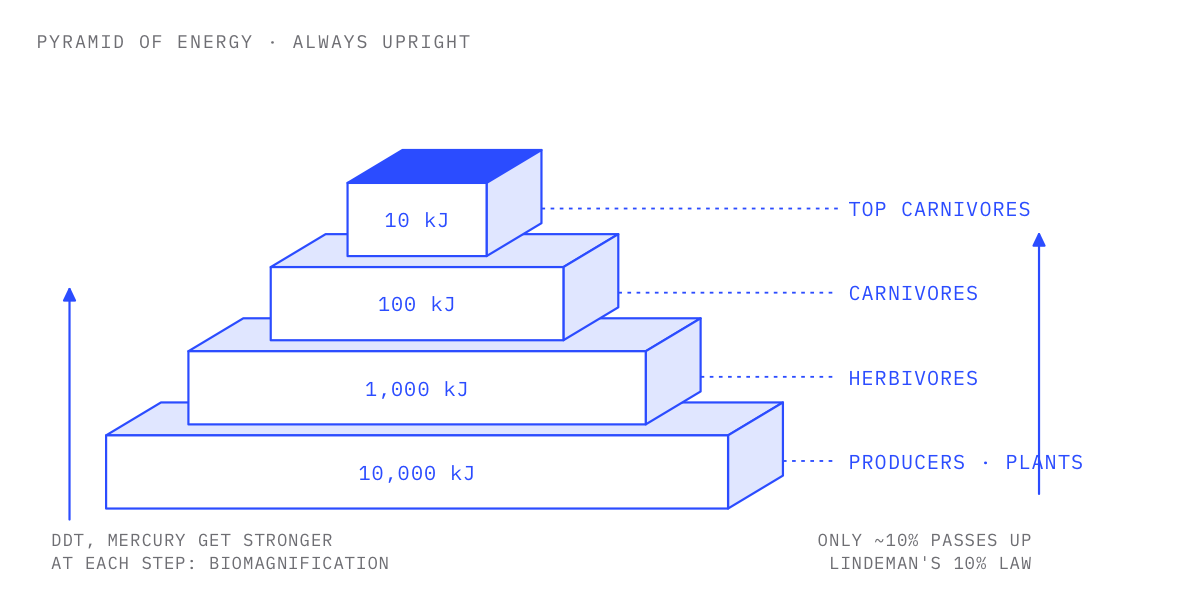 PYRAMID OF ENERGY · ALWAYS UPRIGHT
10 kJ
TOP CARNIVORES
100 kJ
CARNIVORES
1,000 kJ
HERBIVORES
10,000 kJ
PRODUCERS · PLANTS
DDT, MERCURY GET STRONGER
AT EACH STEP: BIOMAGNIFICATION
ONLY ~10% PASSES UP
LINDEMAN'S 10% LAW